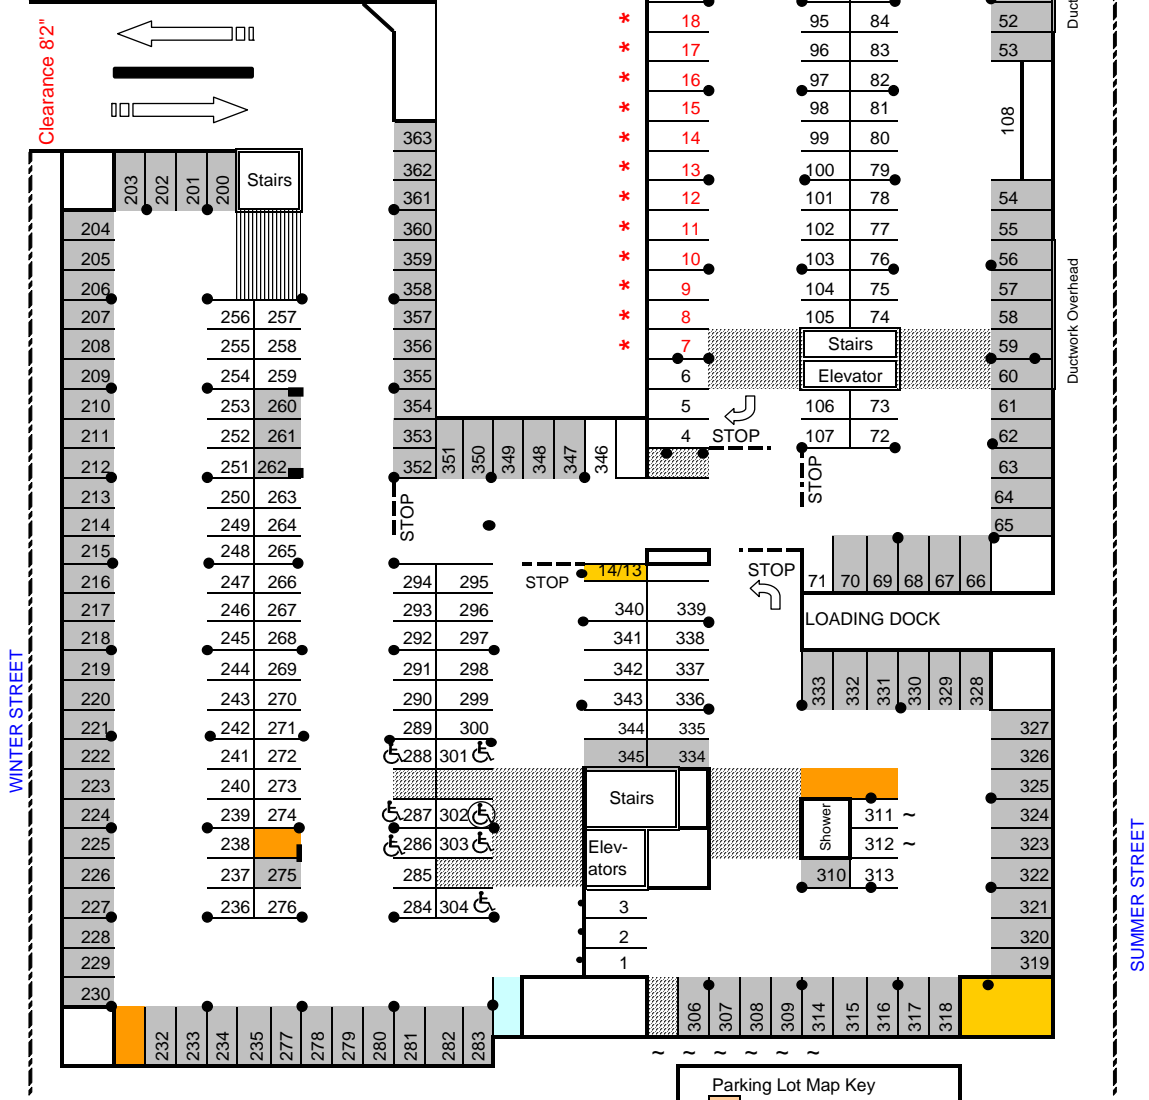 Clearance 8'2"
18 95 84 52
17 96 83 53
16 97 82
15 98 81
108
363 14 99 80
362 13 100 79
203 202 201 200 Stairs
361 12 101 78 54
204 360 11 102 77 55
205 359 10 103 76 56
206 358 9 104 75 57
207 256 257 357 8 105 74 58
208 255 258 356 7 Stairs 59
209 254 259 355 6 Elevator 60
210 253 260 354 5 106 73 61
211 252 261 353 4 STOP 107 72 62
212 251 262 352 351 350 349 348 347 346 63
213 250 263 STOP STOP 64
214 249 264 65
215 248 265
14/13
216 247 266 294 295 STOP STOP 71 70 69 68 67 66
217 246 267 293 296 340 339 LOADING DOCK
218 245 268 292 297 341 338
219 244 269 291 298 342 337
220 243 270 290 299 343 336 333 332 331 330 329 328
221 242 271 289 300 344 335 327
222 241 272 288 301 345 334 326
223 240 273 325
Stairs
224 239 274 287 302 311 ~ 324
Shower
225 238 286 303 Elev- 312 ~ 323
226 237 275 285 ators 310 313 322
227 236 276 284 304 3 321
228 2 320
229 1 319
230
232 233 234 235 277 278 279 280 281 282 283 306 307 308 309 314 315 316 317 318
~ ~ ~ ~ ~ ~
Parking Lot Map Key
WINTER STREET
SUMMER STREET
Duct
Ductwork Overhead